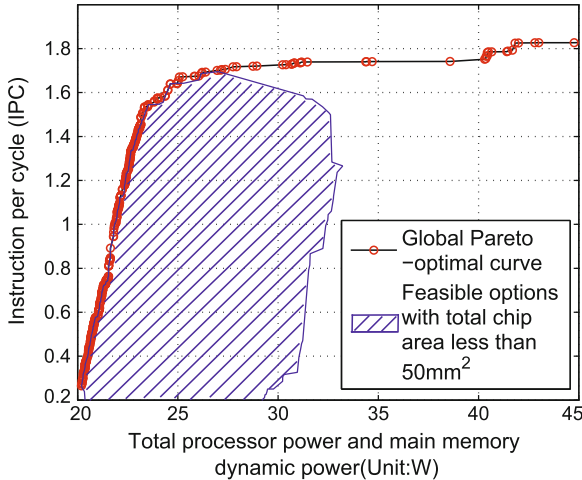 Instruction per cycle (IPC)
1.8
1.6
1.4
1.2
1
0.8
0.6
0.4
0.2
20
25
30
35
40
45
Global Pareto
−optimal curve
Feasible options
with total chip
area less than
50mm²
Total processor power and main memory
dynamic power(Unit:W)